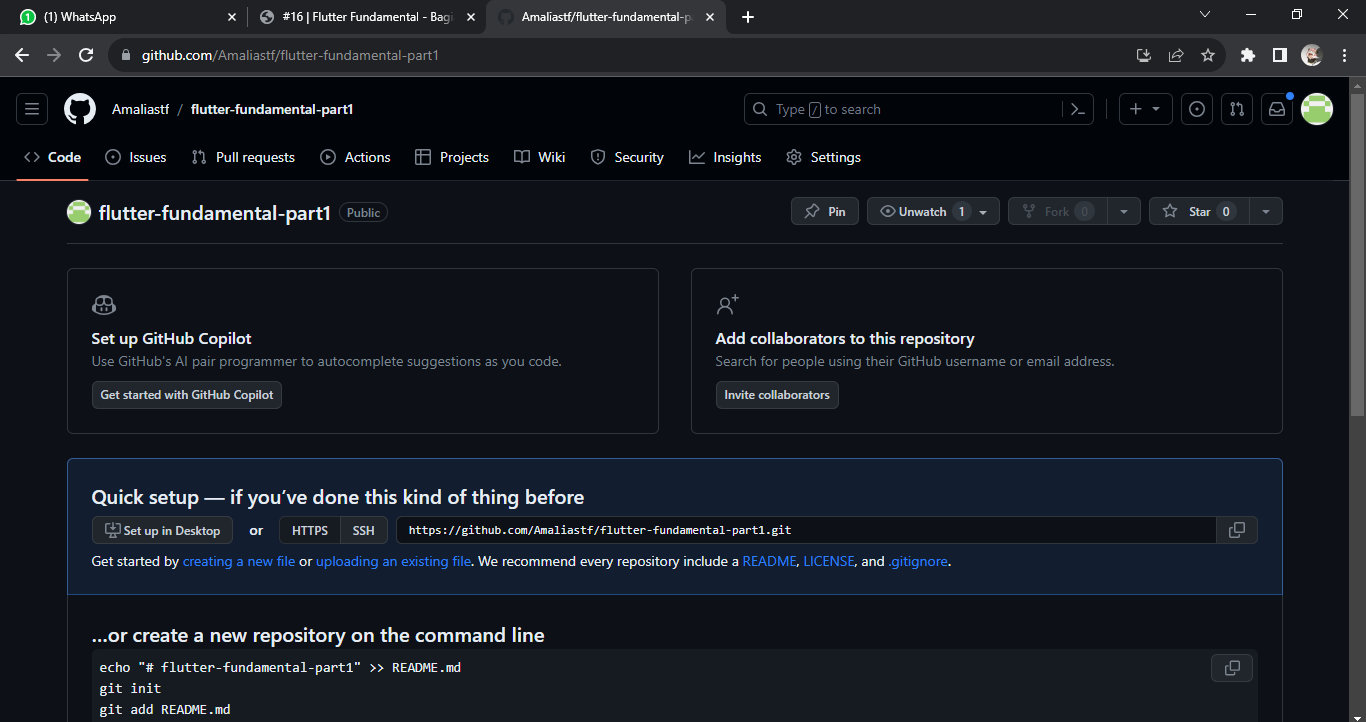 (1) WhatsApp
#16 | Flutter Fundamental - Bagi
Amaliastf/flutter-fundamental-p
github.com/Amaliastf/flutter-fundamental-part1
Amaliastf / flutter-fundamental-part1
Type / to search
Code Issues Pull requests Actions Projects Wiki Security Insights Settings
flutter-fundamental-part1 Public
Pin Unwatch 1 Fork 0 Star 0
Set up GitHub Copilot
Use GitHub's AI pair programmer to autocomplete suggestions as you code.
Get started with GitHub Copilot
Add collaborators to this repository
Search for people using their GitHub username or email address.
Invite collaborators
Quick setup — if you’ve done this kind of thing before
Set up in Desktop or HTTPS SSH https://github.com/Amaliastf/flutter-fundamental-part1.git
Get started by creating a new file or uploading an existing file. We recommend every repository include a README, LICENSE, and .gitignore.
…or create a new repository on the command line
echo "# flutter-fundamental-part1" >> README.md
git init
git add README.md